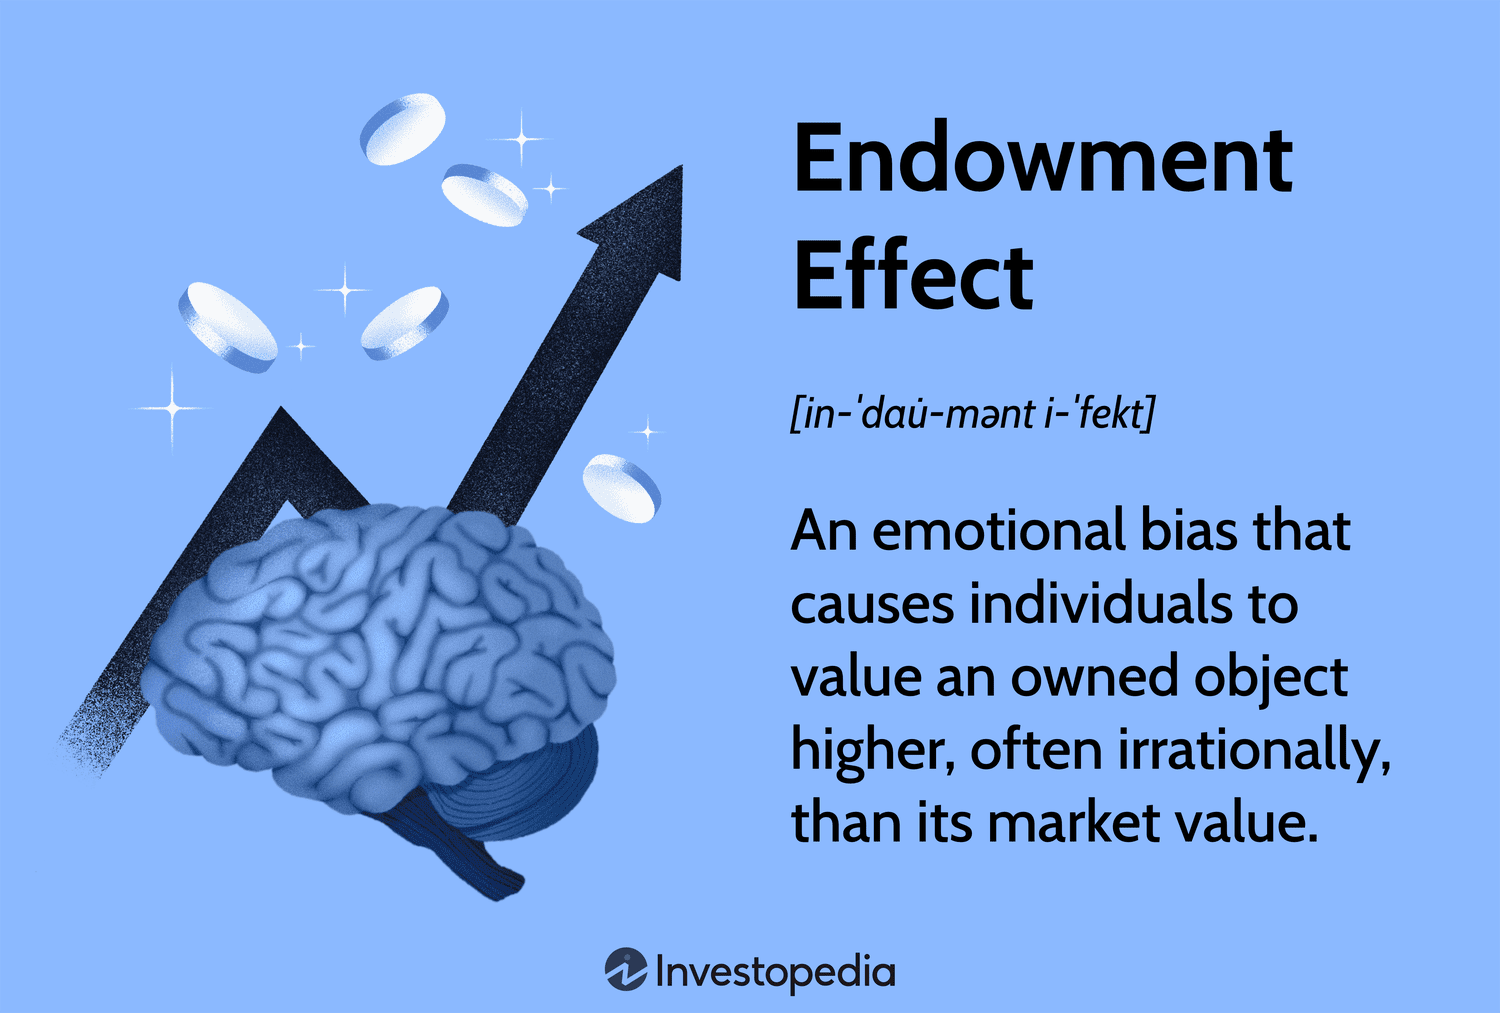 Endowment
Effect
[in-ˈdau̇-mənt i-ˈfekt]
An emotional bias that
causes individuals to
value an owned object
higher, often irrationally,
than its market value.
Investopedia